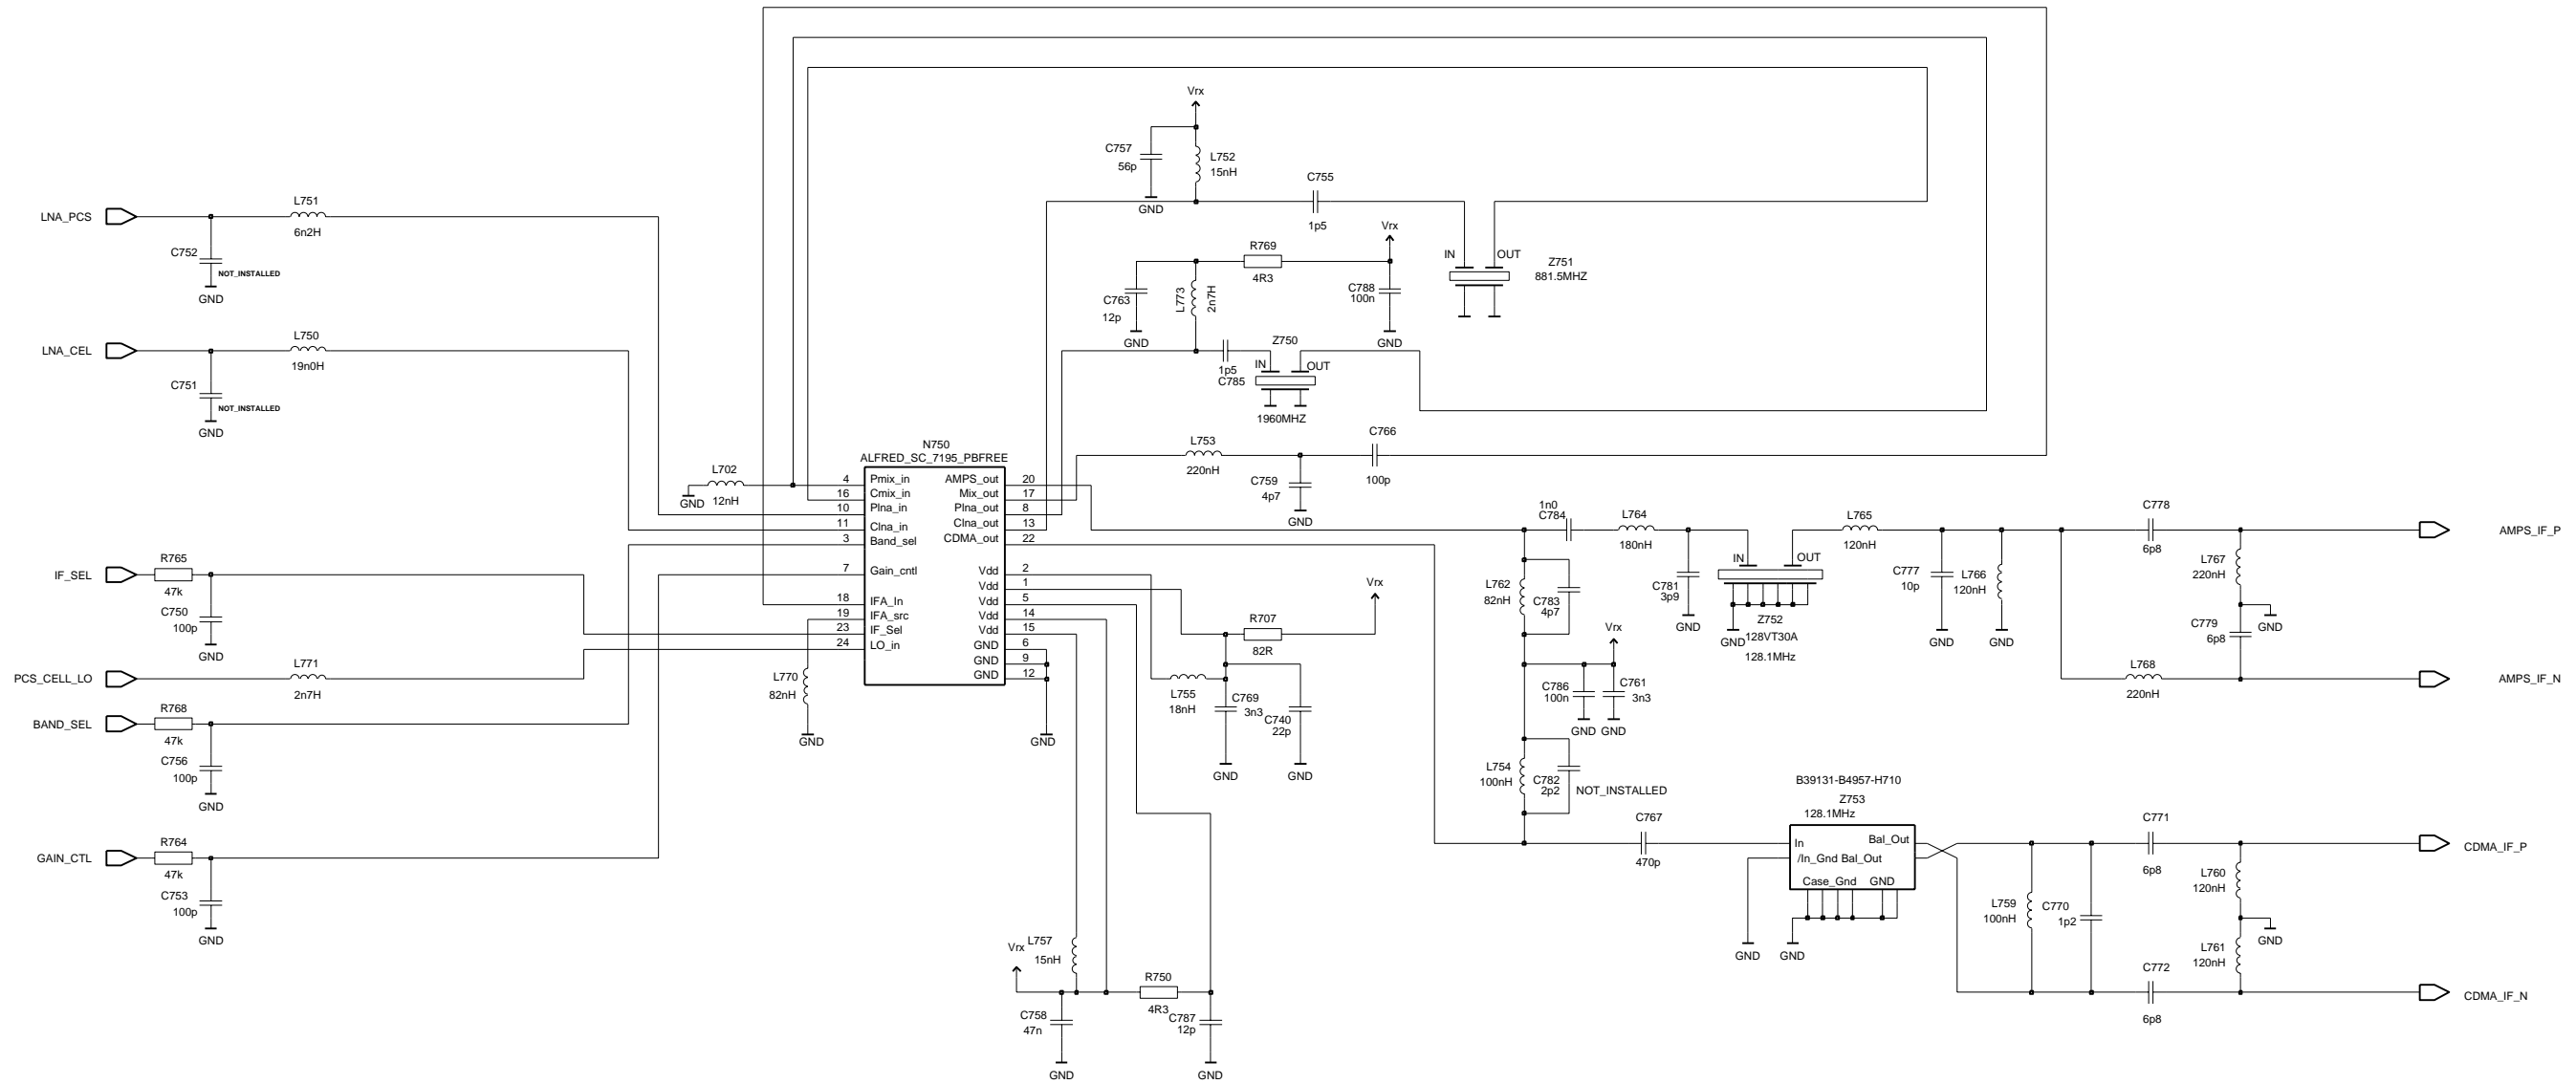 Vrx
C757
56p
L752
15nH
GND
C755
1p5
LNA_PCS
L751
6n2H
C752
NOT_INSTALLED
GND
R769
4R3
Vrx
C763
12p
GND
L773
2n7H
C788
100n
GND
IN
OUT
Z751
881.5MHZ
LNA_CEL
L750
19n0H
C751
NOT_INSTALLED
GND
Z750
IN
OUT
1p5
C785
1960MHZ
L753
220nH
C766
100p
C759
4p7
GND
N750
ALFRED_SC_7195_PBFREE
L702
12nH
GND
4 Pmix_in AMPS_out 20
16 Cmix_in Mix_out 17
10 Plna_in Plna_out 8
11 Clna_in Clna_out 13
3 Band_sel CDMA_out 22
7 Gain_cntl Vdd 2
Vdd 1
18 IFA_In Vdd 5
19 IFA_src Vdd 14
23 IF_Sel Vdd 15
24 LO_in GND 6
GND 9
GND 12
GND
IF_SEL
R765
47k
C750
100p
GND
PCS_CELL_LO
L771
2n7H
L770
82nH
GND
BAND_SEL
R768
47k
C756
100p
GND
GAIN_CTL
R764
47k
C753
100p
GND
R707
82R
Vrx
L755
18nH
C769
3n3
GND
C740
22p
GND
Vrx
L757
15nH
C758
47n
GND
R750
4R3
C787
12p
GND
1n0
C784
L764
180nH
L762
82nH
C783
4p7
C781
3p9
GND
IN
OUT
GND
Z752
128VT30A
128.1MHz
L765
120nH
C777
10p
GND
L766
120nH
GND
C778
6p8
L767
220nH
GND
C779
6p8
L768
220nH
AMPS_IF_P
AMPS_IF_N
Vrx
C786
100n
GND
C761
3n3
GND
L754
100nH
C782
2p2
NOT_INSTALLED
C767
470p
B39131-B4957-H710
Z753
128.1MHz
In Bal_Out
/In_Gnd Bal_Out
Case_Gnd GND
GND
GND
L759
100nH
C770
1p2
C771
6p8
L760
120nH
GND
L761
120nH
C772
6p8
CDMA_IF_P
CDMA_IF_N